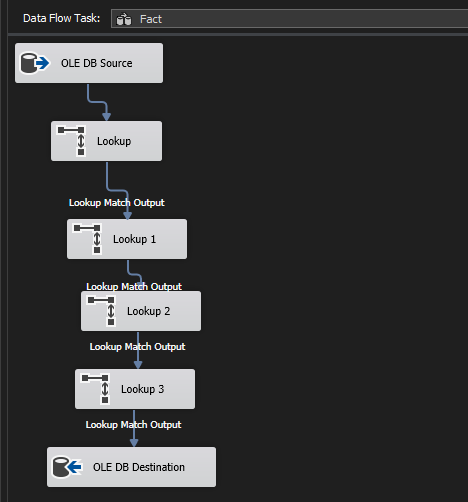 Data Flow Task: Fact
OLE DB Source
Lookup
Lookup Match Output
Lookup 1
Lookup Match Output
Lookup 2
Lookup Match Output
Lookup 3
Lookup Match Output
OLE DB Destination